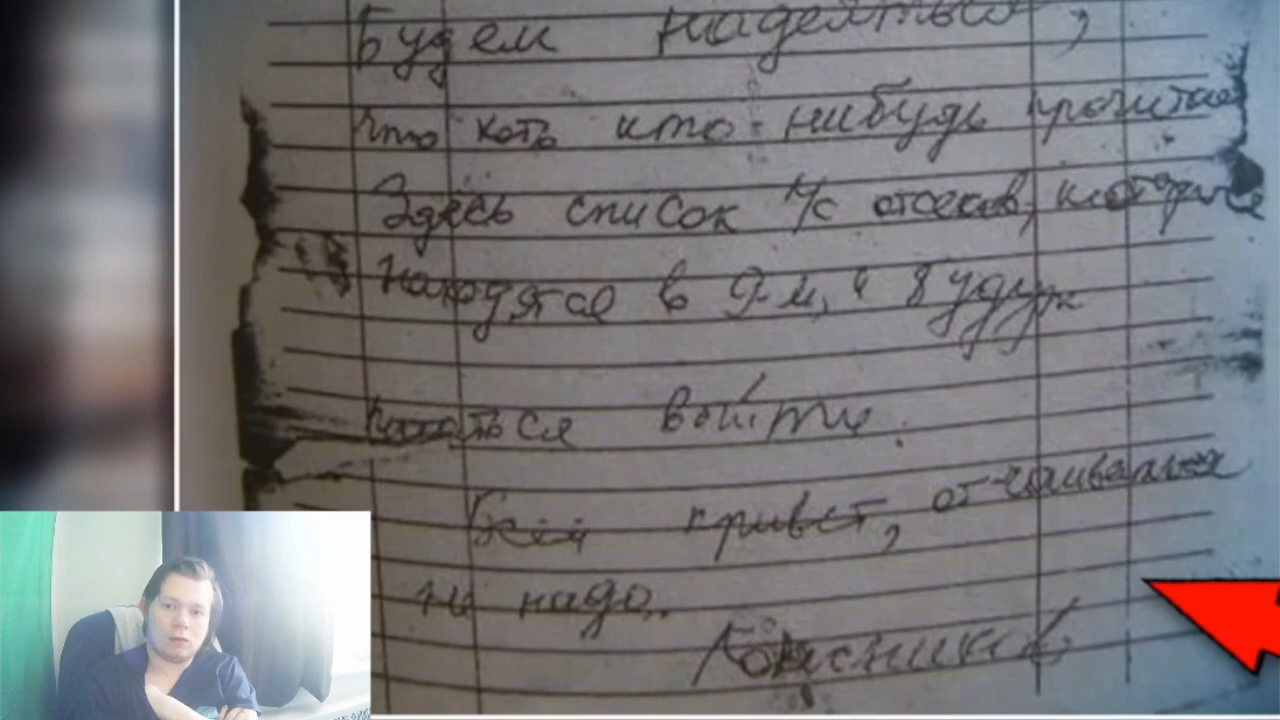 Будем надеяться,
что хоть кто-нибудь прочитает
Здесь список л/с отсеков, которые
находятся в 9-м, и будут
пытаться выйти.
Всем привет, отчаиваться
не надо.
Колесников